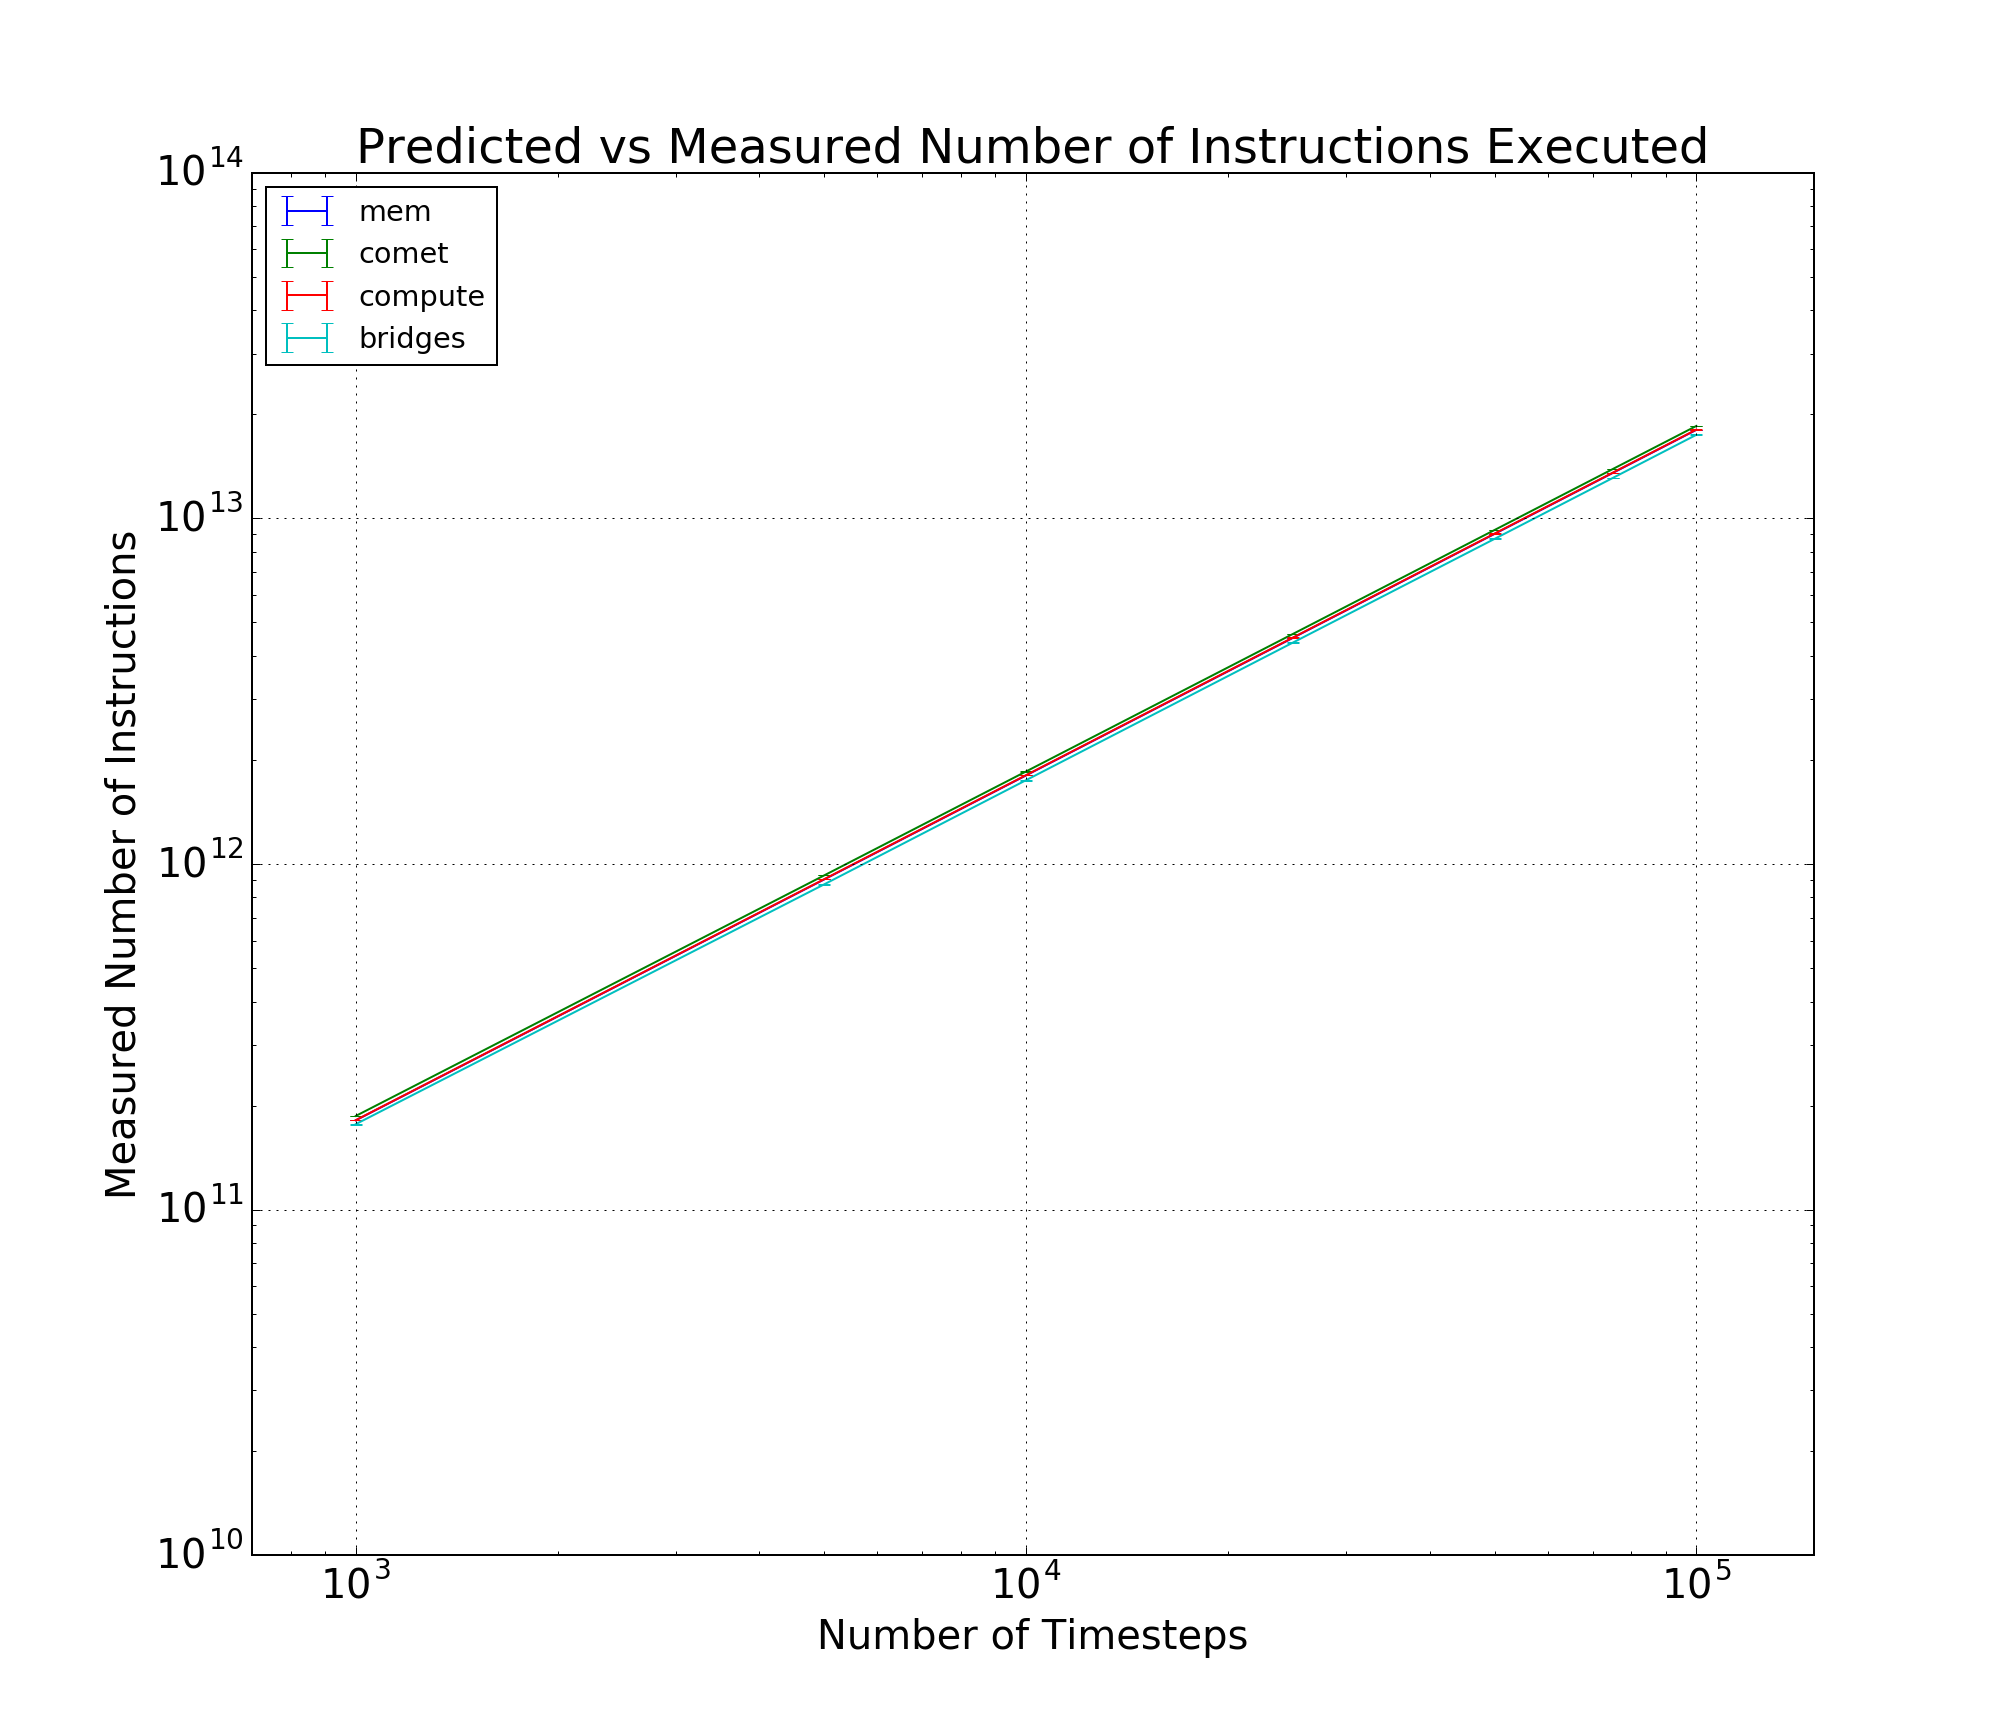 Predicted vs Measured Number of Instructions Executed
10^14
mem
comet
compute
bridges
10^13
Measured Number of Instructions
10^12
10^11
10^10
10^3 10^4 10^5
Number of Timesteps